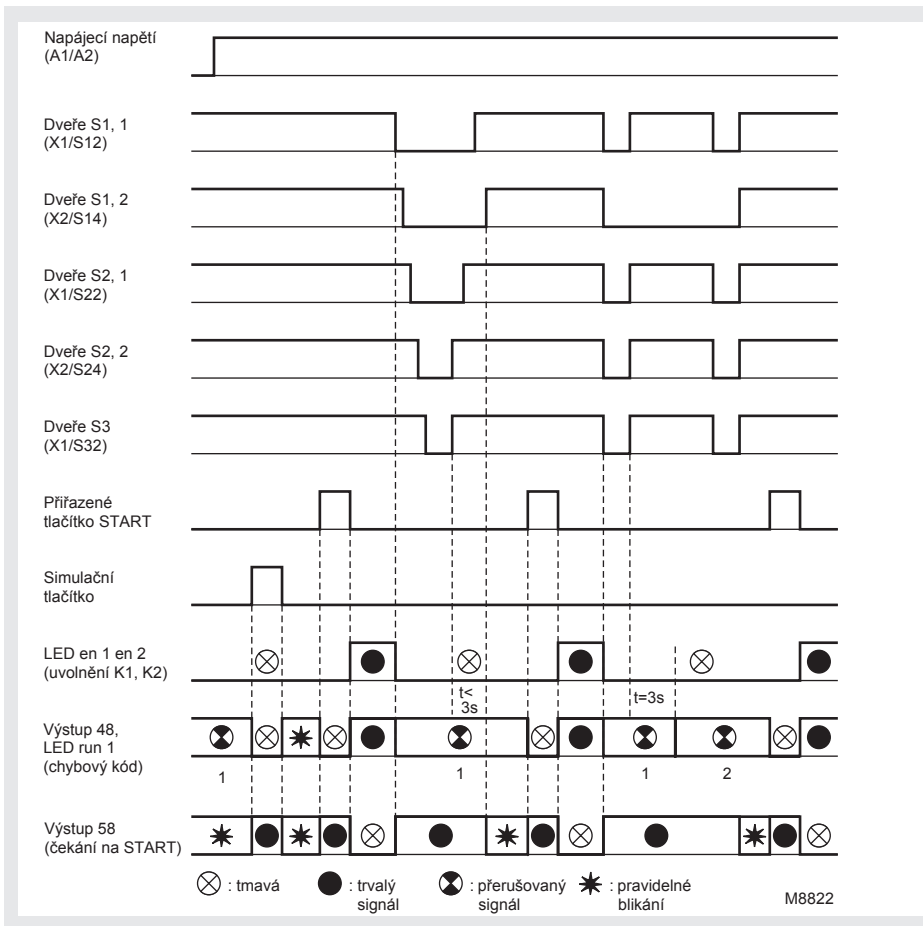 Napájecí napětí
(A1/A2)
Dveře S1, 1
(X1/S12)
Dveře S1, 2
(X2/S14)
Dveře S2, 1
(X1/S22)
Dveře S2, 2
(X2/S24)
Dveře S3
(X1/S32)
Přiřazené
tlačítko START
Simulační
tlačítko
LED en 1 en 2
(uvolnění K1, K2)
t<
3s
t=3s
Výstup 48,
LED run 1
(chybový kód)
1
1
1
2
Výstup 58
(čekání na START)
: tmavá
: trvalý
signál
: přerušovaný
signál
: pravidelné
blikání
M8822